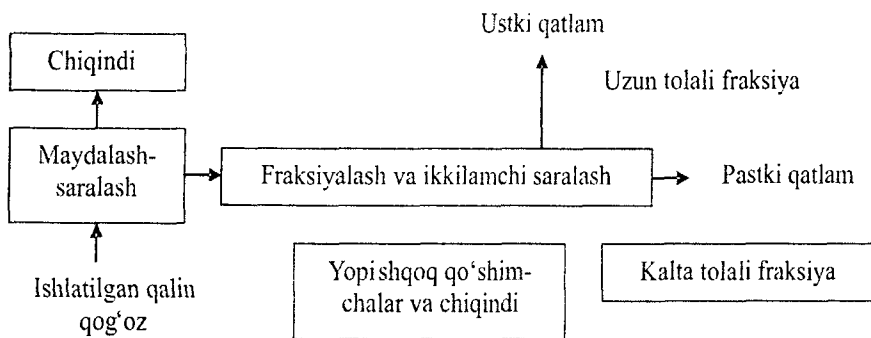 Ustki qatlam
Chiqindi
Uzun tolali fraksiya
Maydalash-
saralash
Fraksiyalash va ikkilamchi saralash
Pastki qatlam
Ishlatilgan qalin
qog‘oz
Yopishqoq qo‘shim-
chalar va chiqindi
Kalta tolali fraksiya